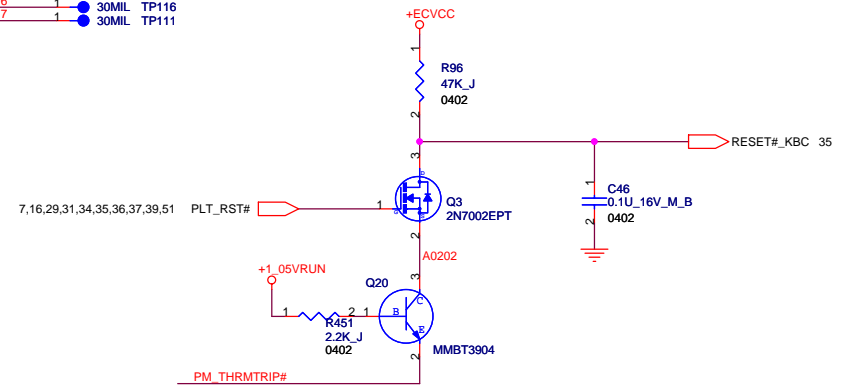 6
1
30MIL TP116
7
1
30MIL TP111
+ECVCC
1
R96
47K_J
0402
2
RESET#_KBC 35
3
D
1
C46
0.1U_16V_M_B
0402
2
Q3
2N7002EPT
7,16,29,31,34,35,36,37,39,51 PLT_RST#
1
G
S
2
A0202
+1_05VRUN
3
Q20
C
1
2
1
B
R451
2.2K_J
0402
E
MMBT3904
2
PM_THRMTRIP#